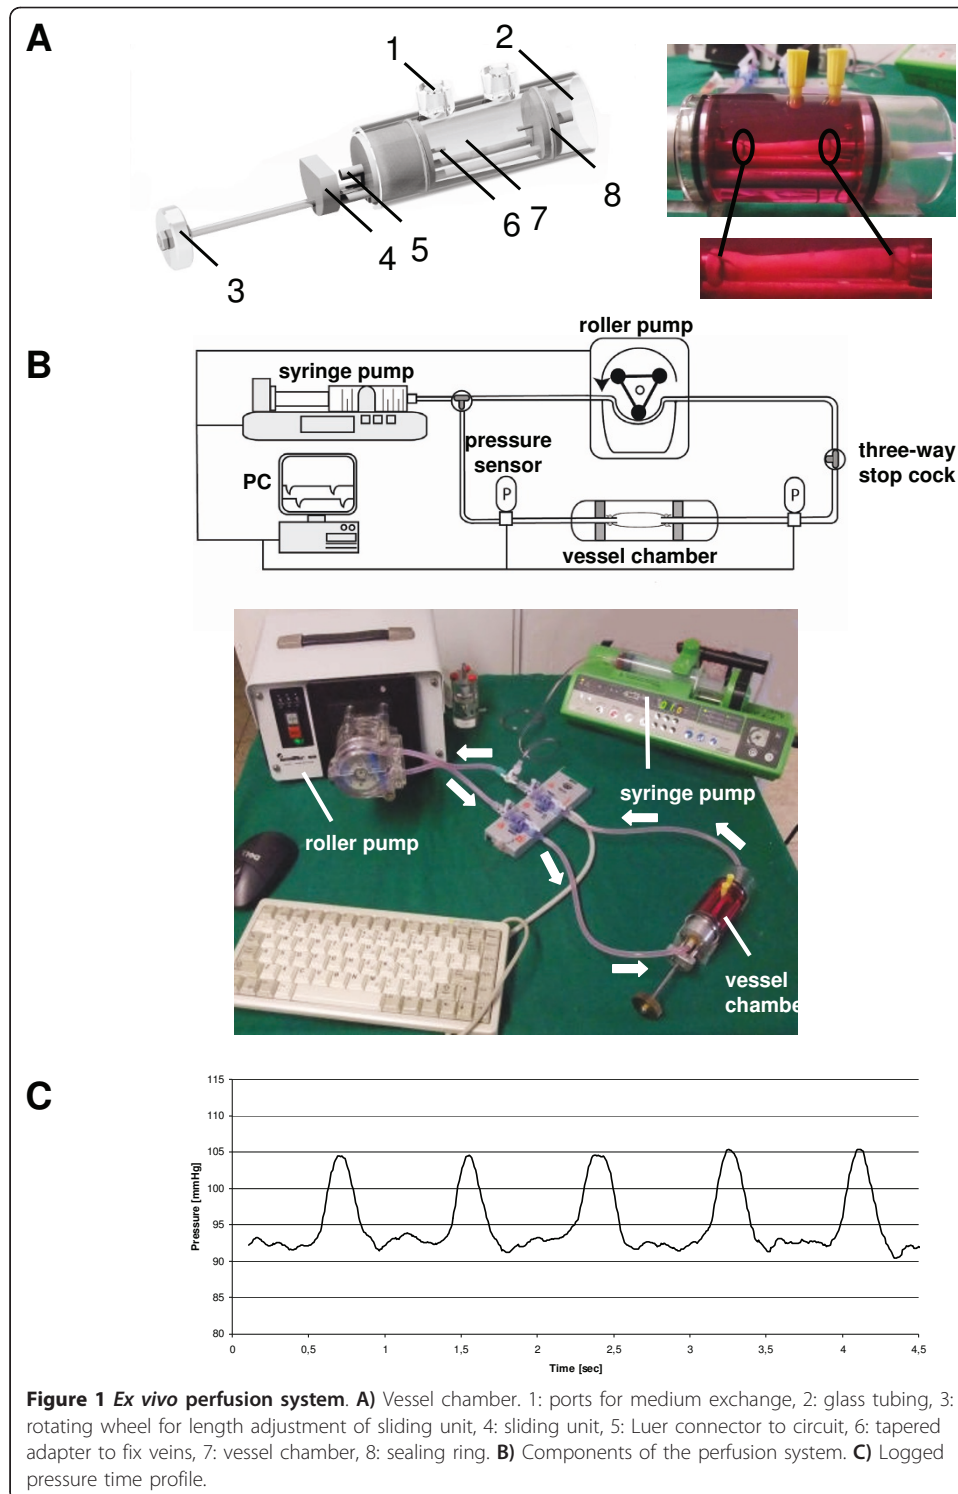 A
1
2
3
4
5
6
7
8
B
roller pump
syringe pump
pressure
sensor
PC
P
P
three-way
stop cock
vessel chamber
roller pump
syringe pump
vessel
chambe
C
115
110
105
100
95
90
85
80
Pressure [mmHg]
0
0,5
1
1,5
2
2,5
3
3,5
4
4,5
Time [sec]
Figure 1 Ex vivo perfusion system. A) Vessel chamber. 1: ports for medium exchange, 2: glass tubing, 3:
rotating wheel for length adjustment of sliding unit, 4: sliding unit, 5: Luer connector to circuit, 6: tapered
adapter to fix veins, 7: vessel chamber, 8: sealing ring. B) Components of the perfusion system. C) Logged
pressure time profile.